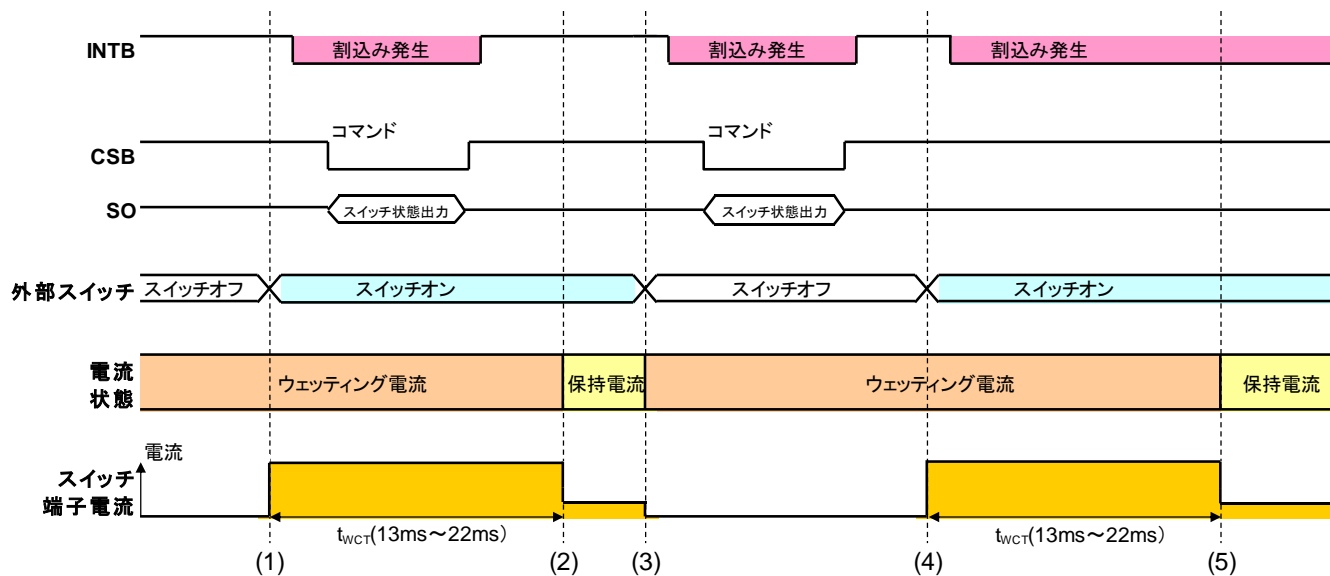 INTB 割込み発生 割込み発生 割込み発生
コマンド コマンド
CSB
SO スイッチ状態出力 スイッチ状態出力
外部スイッチ スイッチオフ スイッチオン スイッチオフ スイッチオン
電流
状態
ウェッティング電流 保持電流 ウェッティング電流 保持電流
電流
スイッチ
端子電流
tWCT(13ms～22ms) tWCT(13ms～22ms)
(1) (2) (3) (4) (5)